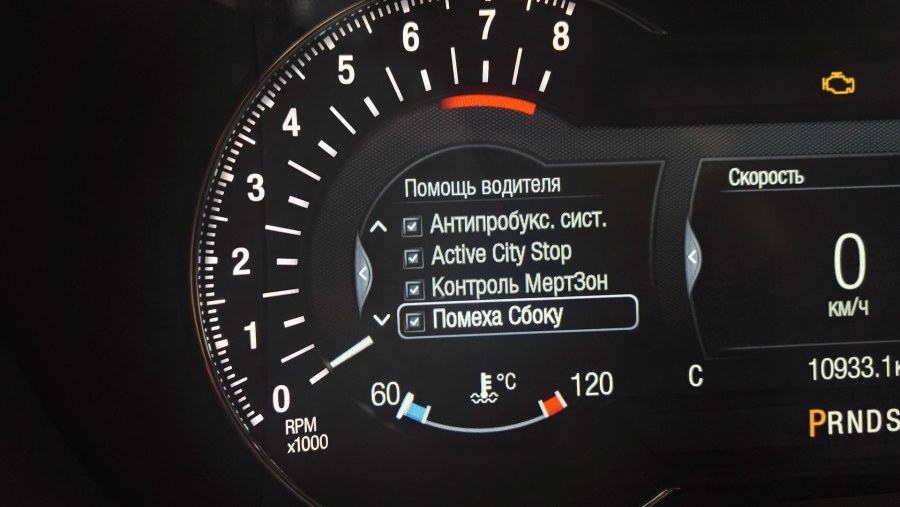 8
7
6
5
4
3
2
1
0
RPM
x1000
Помощь водителя
Антипробукс. сист.
Active City Stop
Контроль МертЗон
Помеха Сбоку
60
°C
120
Скорость
0
км/ч
C
10933.1
PRNDS